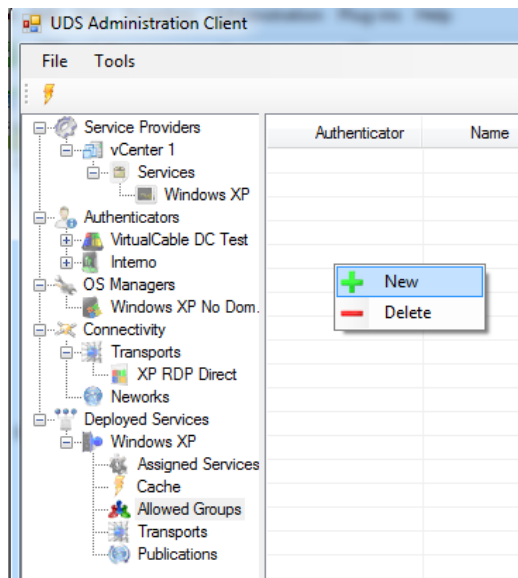 UDS Administration Client
File Tools
Authenticator Name
Service Providers
vCenter 1
Services
Windows XP
Authenticators
VirtualCable DC Test
Interno
OS Managers
Windows XP No Dom.
Connectivity
Transports
XP RDP Direct
Neworks
Deployed Services
Windows XP
Assigned Services
Cache
Allowed Groups
Transports
Publications
New
Delete